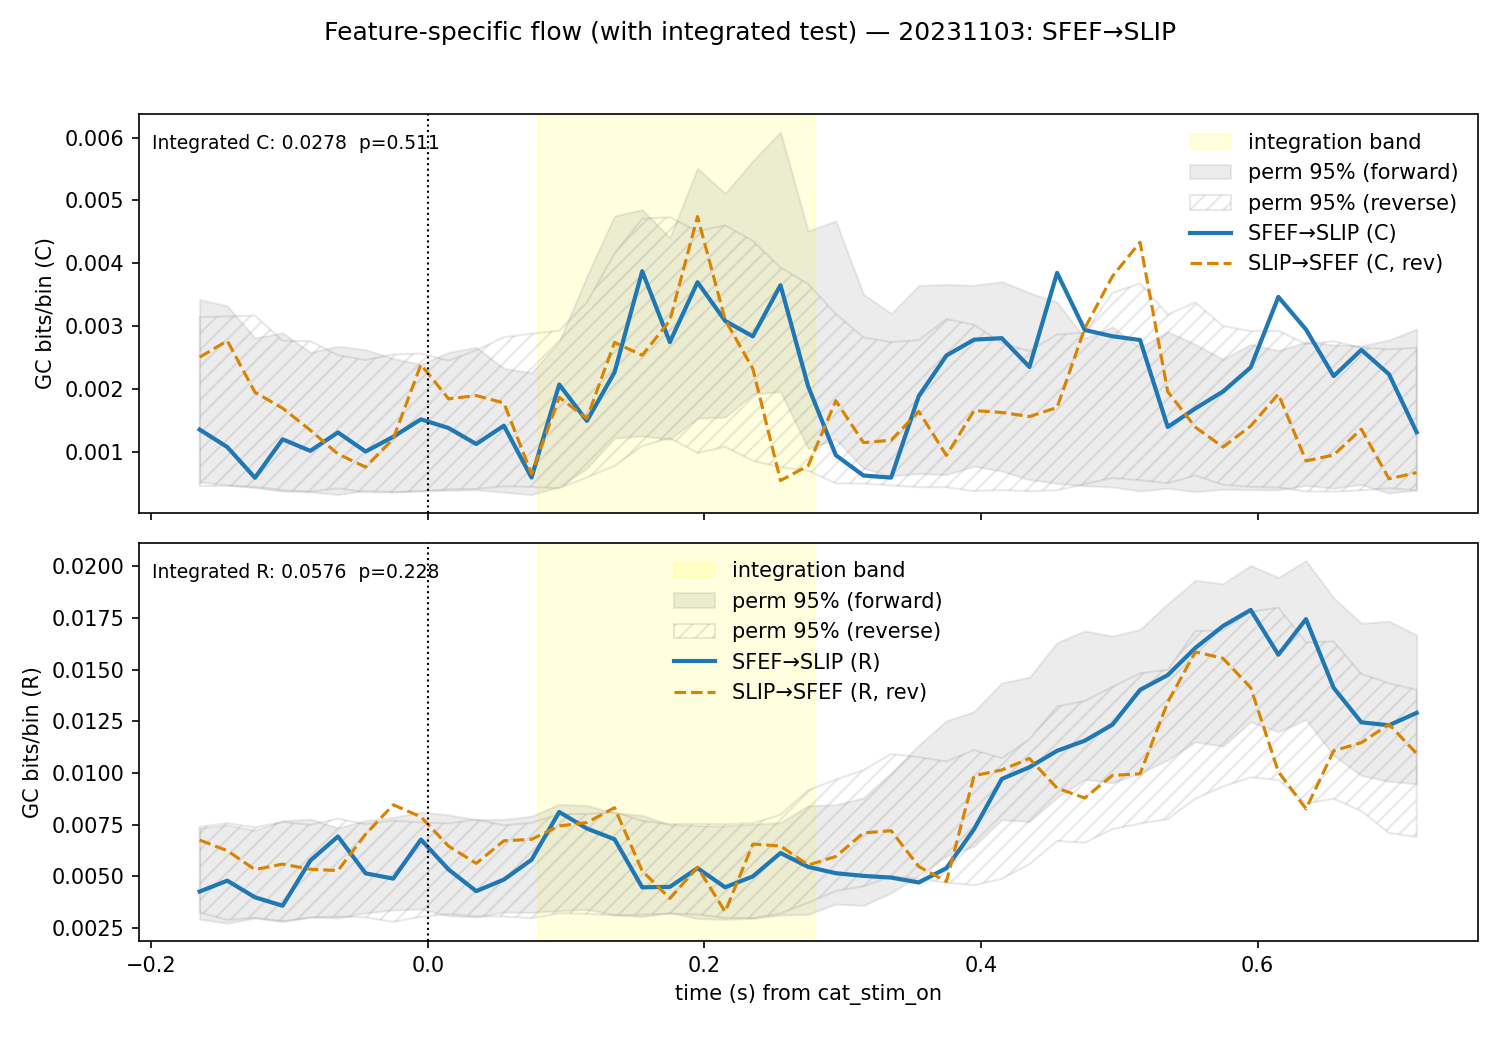 Feature-specific flow (with integrated test) — 20231103: SFEF→SLIP
Integrated C: 0.0278  p=0.511
integration band
perm 95% (forward)
perm 95% (reverse)
SFEF→SLIP (C)
SLIP→SFEF (C, rev)
GC bits/bin (C)
0.006
0.005
0.004
0.003
0.002
0.001
Integrated R: 0.0576  p=0.228
integration band
perm 95% (forward)
perm 95% (reverse)
SFEF→SLIP (R)
SLIP→SFEF (R, rev)
GC bits/bin (R)
0.0200
0.0175
0.0150
0.0125
0.0100
0.0075
0.0050
0.0025
−0.2 0.0 0.2 0.4 0.6
time (s) from cat_stim_on